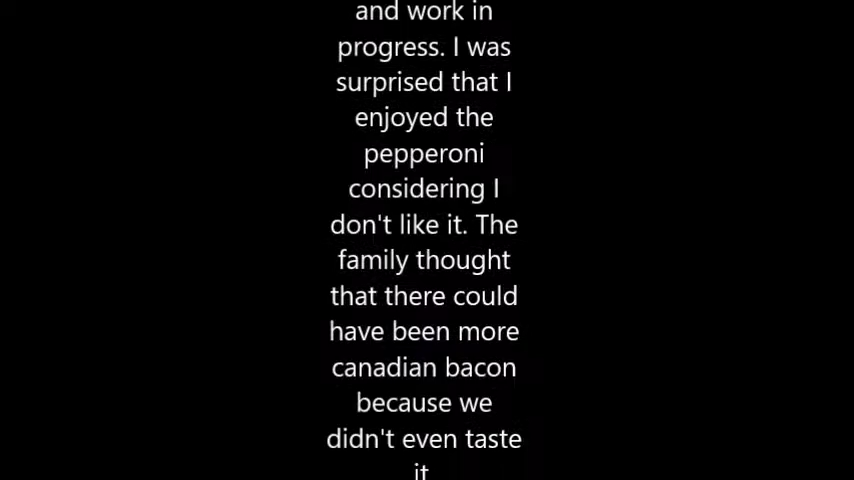 and work in
progress. I was
surprised that I
enjoyed the
pepperoni
considering I
don't like it. The
family thought
that there could
have been more
canadian bacon
because we
didn't even taste
it